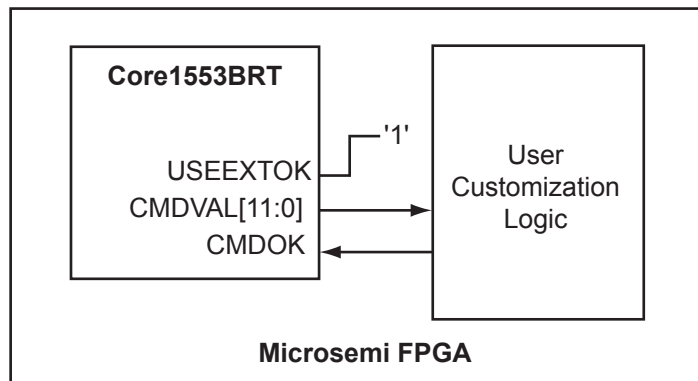 Core1553BRT
USEEXTOK
'1'
CMDVAL[11:0]
CMDOK
User
Customization
Logic
Microsemi FPGA